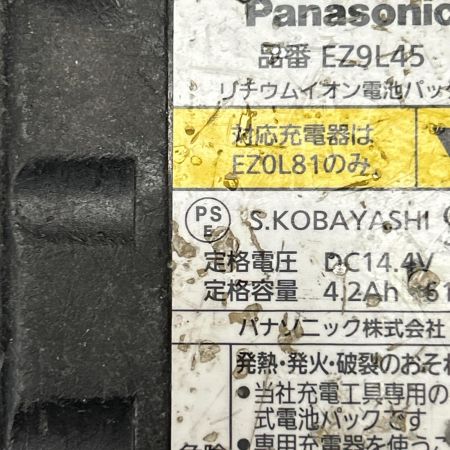 Panasonic
品番 EZ9L45
リチウムイオン電池パック
対応充電器は
EZ0L81のみ。
PS
E S.KOBAYASHI
定格電圧 DC14.4V
定格容量 4.2Ah 61
パナソニック株式会社
発熱・発火・破裂のおそれ
●当社充電工具専用の
式電池パックです
●専用充電器を使うこ
危険